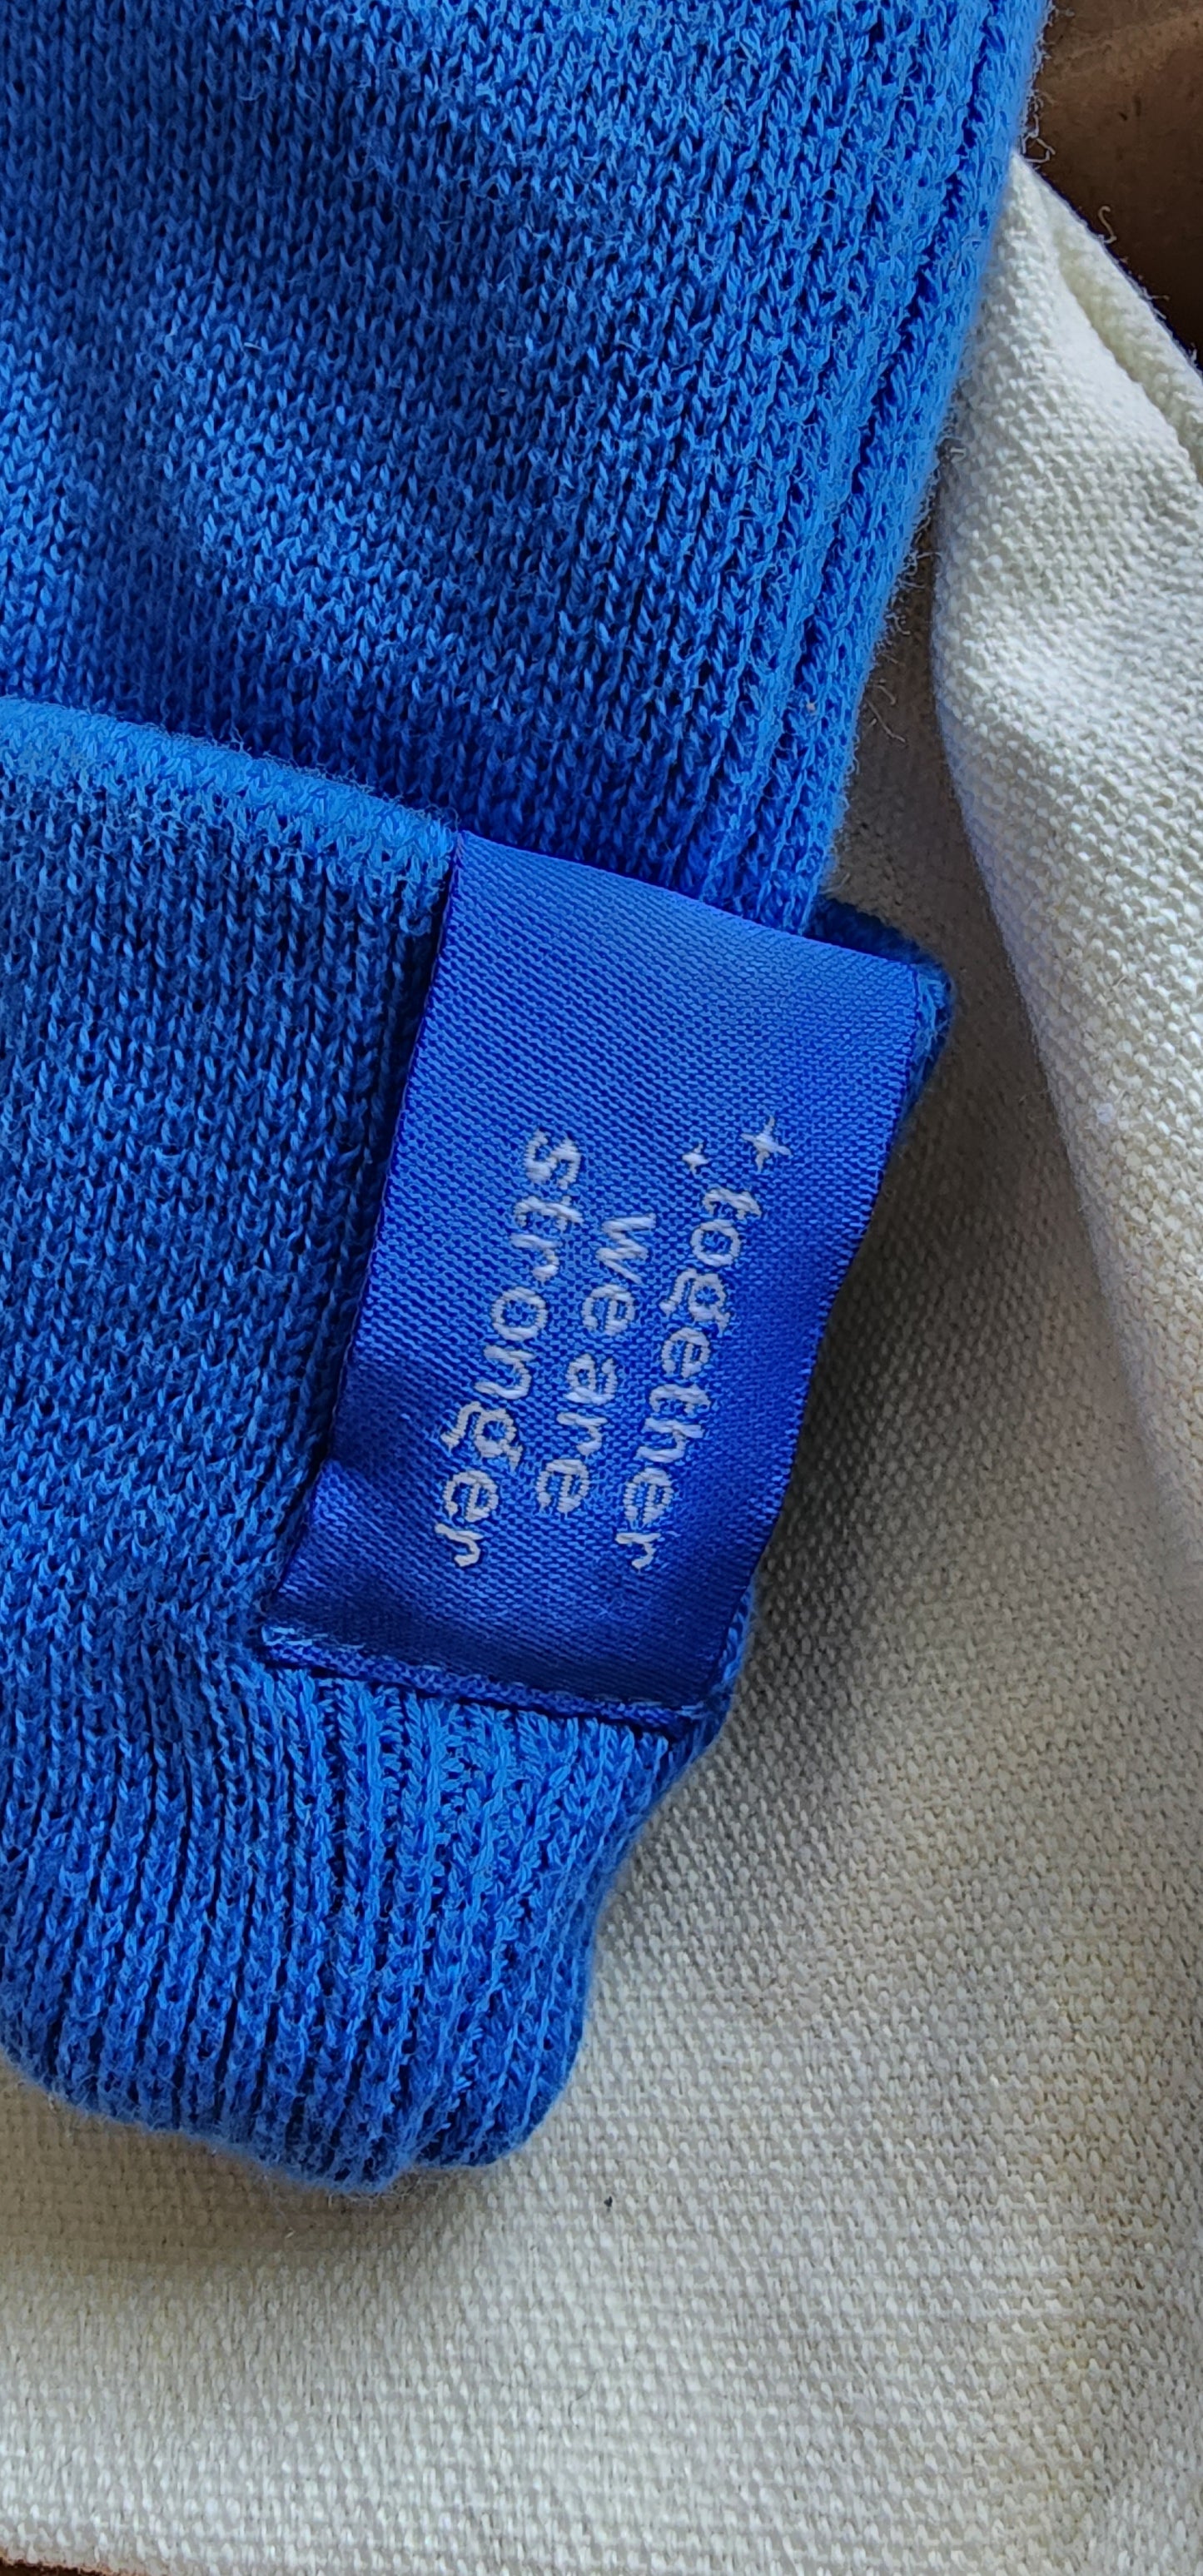 together
we are
stronger